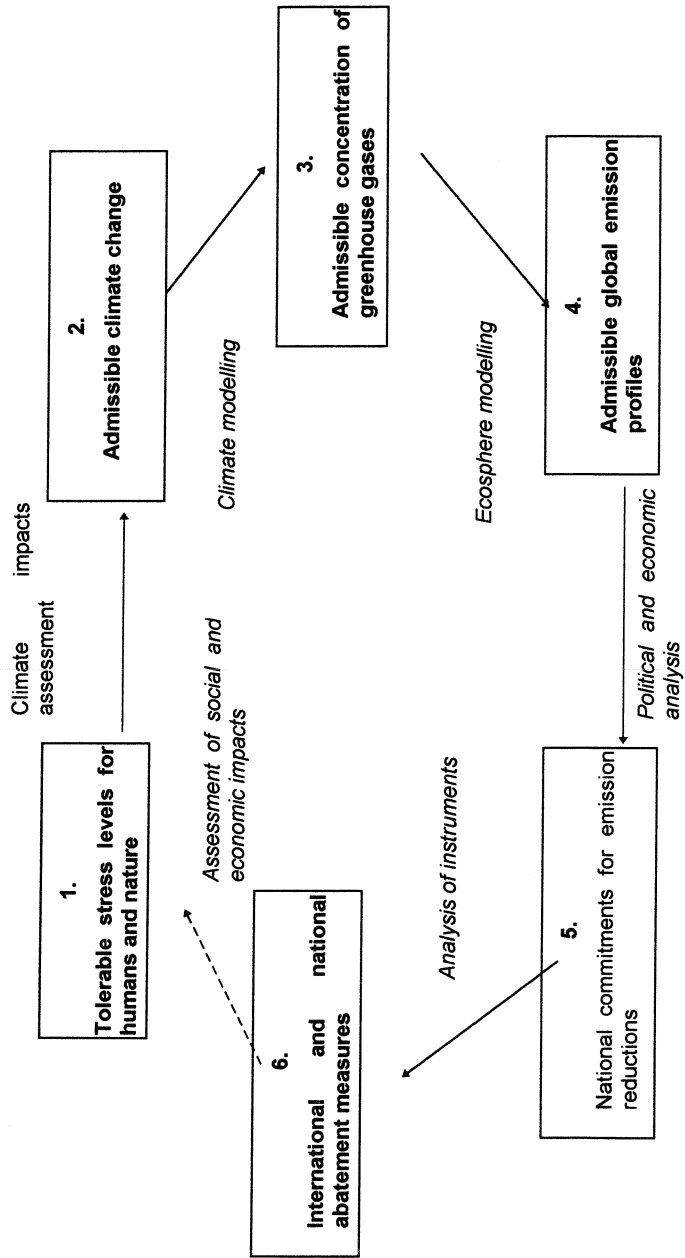 1.
Tolerable stress levels for
humans and nature
Climate impacts
assessment
2.
Admissible climate change
Climate modelling
3.
Admissible concentration of
greenhouse gases
Ecosphere modelling
4.
Admissible global emission
profiles
Political and economic
analysis
5.
National commitments for emission
reductions
Analysis of instruments
6.
International and national
abatement measures
Assessment of social and
economic impacts